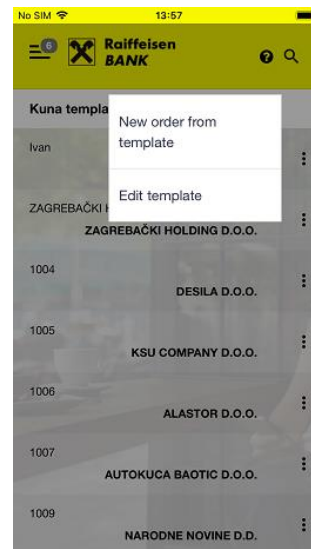 No SIM 13:57
6
Raiffeisen
BANK
Kuna templa
New order from
template
Edit template
Ivan
ZAGREBAČKI H
ZAGREBAČKI HOLDING D.O.O.
1004
DESILA D.O.O.
1005
KSU COMPANY D.O.O.
1006
ALASTOR D.O.O.
1007
AUTOKUCA BAOTIC D.O.O.
1009
NARODNE NOVINE D.D.